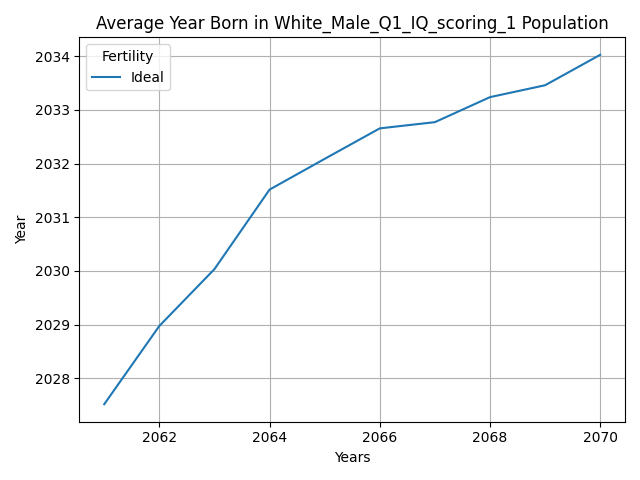 Average Year Born in White_Male_Q1_IQ_scoring_1 Population
Fertility
Ideal
2034
2033
2032
2031
2030
2029
2028
Year
2062 2064 2066 2068 2070
Years